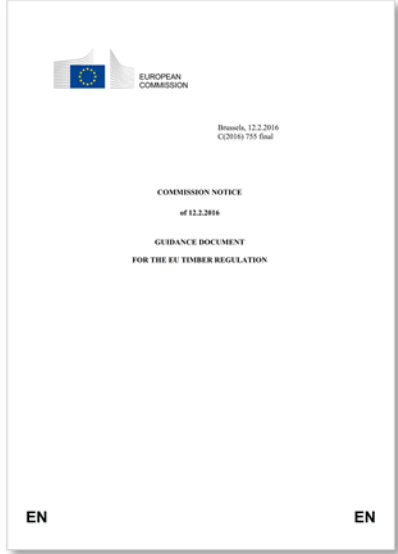 EUROPEAN
COMMISSION
Brussels, 12.2.2016
C(2016) 755 final
COMMISSION NOTICE
of 12.2.2016
GUIDANCE DOCUMENT
FOR THE EU TIMBER REGULATION
EN
EN